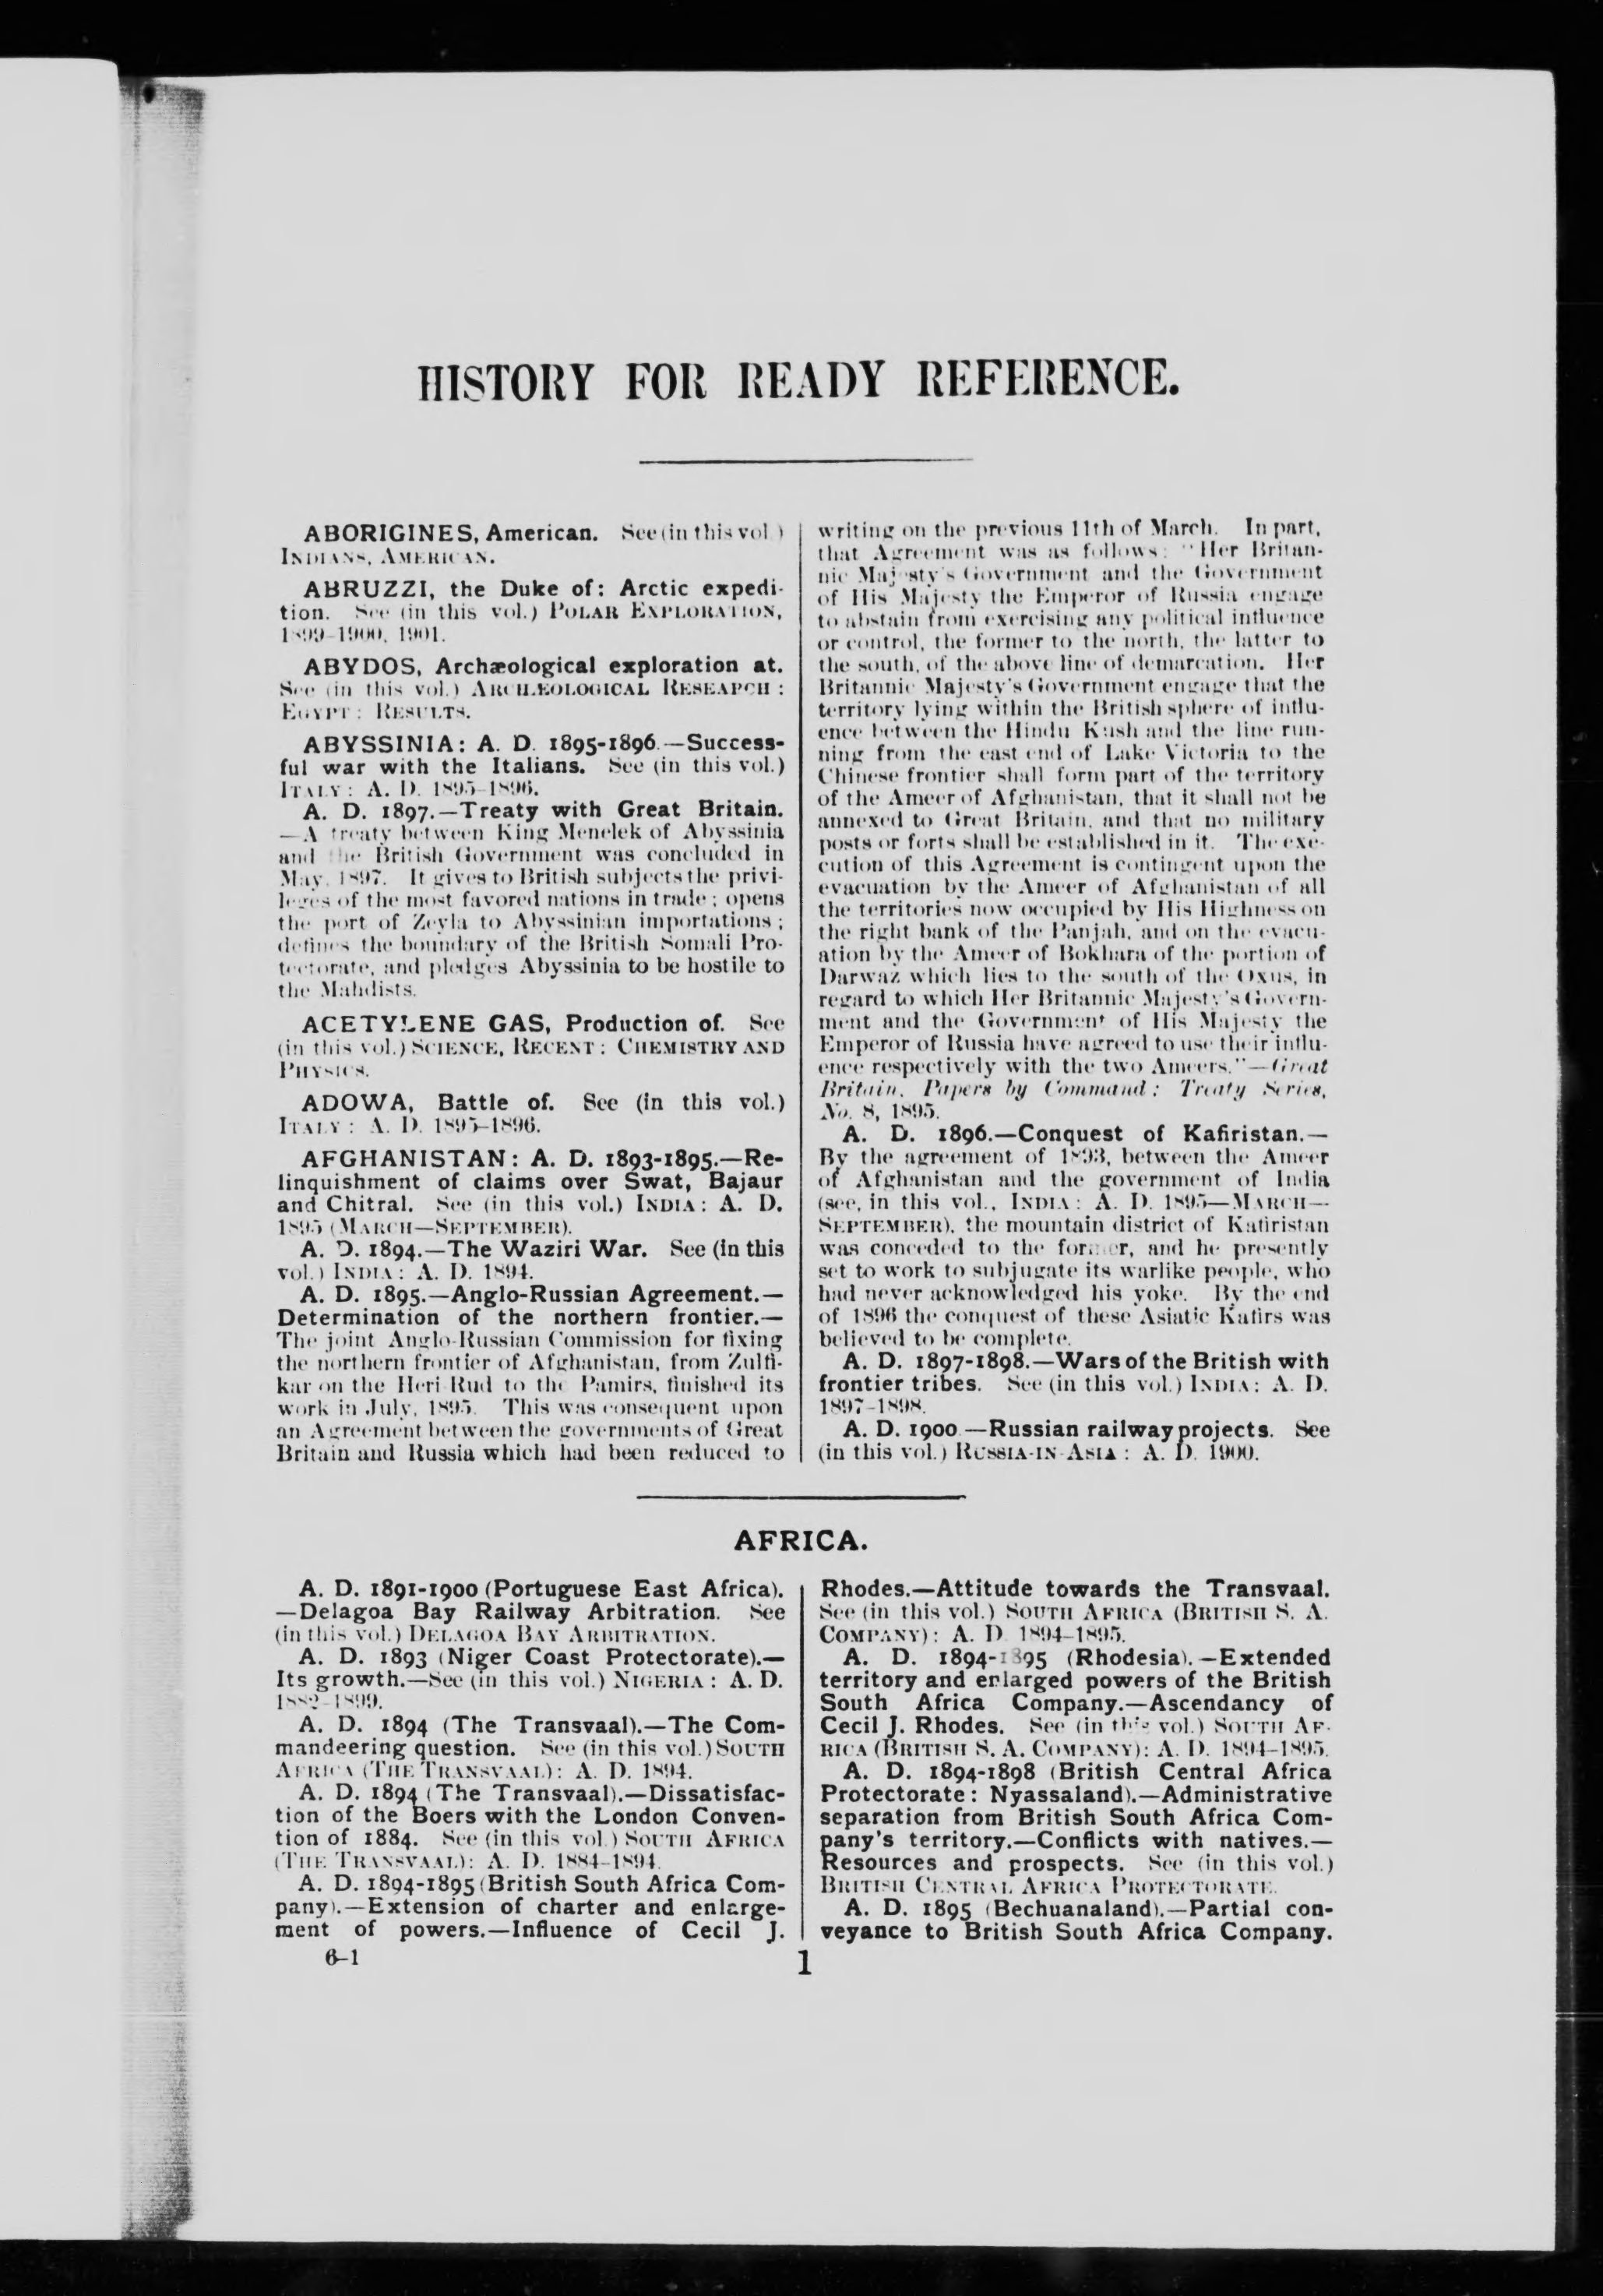 HISTORY FOR READY REFERENCE.
ABORIGINES, American. See (in this vol.)
INDIANS, AMERICAN.
ABRUZZI, the Duke of: Arctic expedi-
tion. See (in this vol.) POLAR EXPLORATION,
1899-1900, 1901.
ABYDOS, Archæological exploration at.
See (in this vol.) ARCHÆOLOGICAL RESEARCH:
EGYPT: RESULTS.
ABYSSINIA: A. D. 1895-1896.—Success-
ful war with the Italians. See (in this vol.)
ITALY: A. D. 1895-1896.
A. D. 1897.—Treaty with Great Britain.
—A treaty between King Menelek of Abyssinia
and the British Government was concluded in
May, 1897. It gives to British subjects the privi-
leges of the most favored nations in trade; opens
the port of Zeyla to Abyssinian importations;
defines the boundary of the British Somali Pro-
tectorate, and pledges Abyssinia to be hostile to
the Mahdists.
ACETYLENE GAS, Production of. See
(in this vol.) SCIENCE, RECENT: CHEMISTRY AND
PHYSICS.
ADOWA, Battle of. See (in this vol.)
ITALY: A. D. 1895-1896.
AFGHANISTAN: A. D. 1893-1895.—Re-
linquishment of claims over Swat, Bajaur
and Chitral. See (in this vol.) INDIA: A. D.
1895 (MARCH—SEPTEMBER).
A. D. 1894.—The Waziri War. See (in this
vol.) INDIA: A. D. 1894.
A. D. 1895.—Anglo-Russian Agreement.—
Determination of the northern frontier.—
The joint Anglo-Russian Commission for fixing
the northern frontier of Afghanistan, from Zulfi-
kar on the Heri-Rud to the Pamirs, finished its
work in July, 1895. This was consequent upon
an Agreement between the governments of Great
Britain and Russia which had been reduced to
writing on the previous 11th of March. In part,
that Agreement was as follows: "Her Britan-
nic Majesty's Government and the Government
of His Majesty the Emperor of Russia engage
to abstain from exercising any political influence
or control, the former to the north, the latter to
the south, of the above line of demarcation. Her
Britannic Majesty's Government engage that the
territory lying within the British sphere of influ-
ence between the Hindu Kush and the line run-
ning from the east end of Lake Victoria to the
Chinese frontier shall form part of the territory
of the Ameer of Afghanistan, that it shall not be
annexed to Great Britain, and that no military
posts or forts shall be established in it. The exe-
cution of this Agreement is contingent upon the
evacuation by the Ameer of Afghanistan of all
the territories now occupied by His Highness on
the right bank of the Panjah, and on the evacu-
ation by the Ameer of Bokhara of the portion of
Darwaz which lies to the south of the Oxus, in
regard to which Her Britannic Majesty's Govern-
ment and the Government of His Majesty the
Emperor of Russia have agreed to use their influ-
ence respectively with the two Ameers."—Great
Britain, Papers by Command: Treaty Series,
No. 8, 1895.
A. D. 1896.—Conquest of Kafiristan.—
By the agreement of 1893, between the Ameer
of Afghanistan and the government of India
(see, in this vol., INDIA: A. D. 1895—MARCH—
SEPTEMBER), the mountain district of Kafiristan
was conceded to the former, and he presently
set to work to subjugate its warlike people, who
had never acknowledged his yoke. By the end
of 1896 the conquest of these Asiatic Kafirs was
believed to be complete.
A. D. 1897-1898.—Wars of the British with
frontier tribes. See (in this vol.) INDIA: A. D.
1897-1898.
A. D. 1900.—Russian railway projects. See
(in this vol.) RUSSIA-IN-ASIA: A. D. 1900.
AFRICA.
A. D. 1891-1900 (Portuguese East Africa).
—Delagoa Bay Railway Arbitration. See
(in this vol.) DELAGOA BAY ARBITRATION.
A. D. 1893 (Niger Coast Protectorate).—
Its growth.—See (in this vol.) NIGERIA: A. D.
1882-1899.
A. D. 1894 (The Transvaal).—The Com-
mandeering question. See (in this vol.) SOUTH
AFRICA (THE TRANSVAAL): A. D. 1894.
A. D. 1894 (The Transvaal).—Dissatisfac-
tion of the Boers with the London Conven-
tion of 1884. See (in this vol.) SOUTH AFRICA
(THE TRANSVAAL): A. D. 1884-1894.
A. D. 1894-1895 (British South Africa Com-
pany).—Extension of charter and enlarge-
ment of powers.—Influence of Cecil J.
Rhodes.—Attitude towards the Transvaal.
See (in this vol.) SOUTH AFRICA (BRITISH S. A.
COMPANY): A. D. 1894-1895.
A. D. 1894-1895 (Rhodesia).—Extended
territory and enlarged powers of the British
South Africa Company.—Ascendancy of
Cecil J. Rhodes. See (in this vol.) SOUTH AF-
RICA (BRITISH S. A. COMPANY): A. D. 1894-1895.
A. D. 1894-1898 (British Central Africa
Protectorate: Nyassaland).—Administrative
separation from British South Africa Com-
pany's territory.—Conflicts with natives.—
Resources and prospects. See (in this vol.)
BRITISH CENTRAL AFRICA PROTECTORATE.
A. D. 1895 (Bechuanaland).—Partial con-
veyance to British South Africa Company.
6-1
1